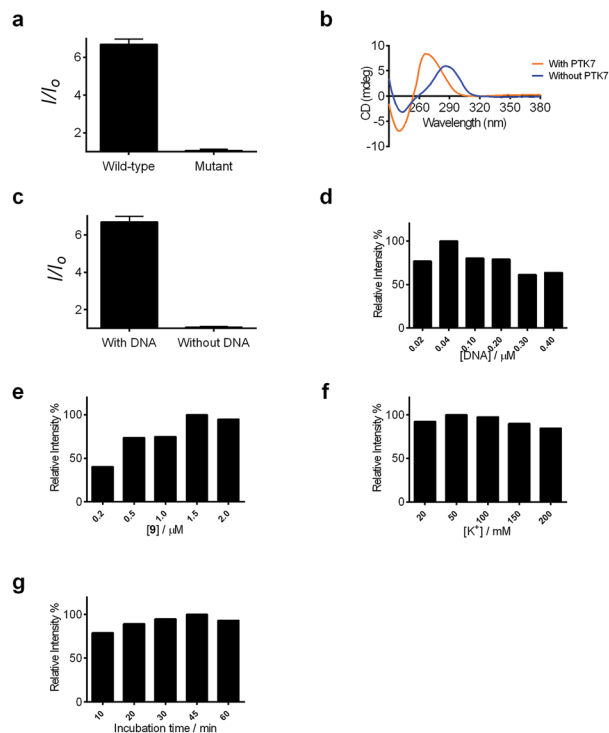 a
I/Io
6
4
2
Wild-type Mutant
b
CD (mdeg)
10
5
0
-5
-10
260 290 320 350 380
Wavelength (nm)
With PTK7
Without PTK7
c
I/Io
6
4
2
With DNA Without DNA
d
Relative Intensity %
100
50
0
0.02 0.04 0.10 0.20 0.30 0.40
[DNA] / μM
e
Relative Intensity %
100
50
0
0.2 0.5 1.0 1.5 2.0
[9] / μM
f
Relative Intensity %
100
50
0
20 50 100 150 200
[K+] / mM
g
Relative Intensity %
100
50
0
10 20 30 45 60
Incubation time / min